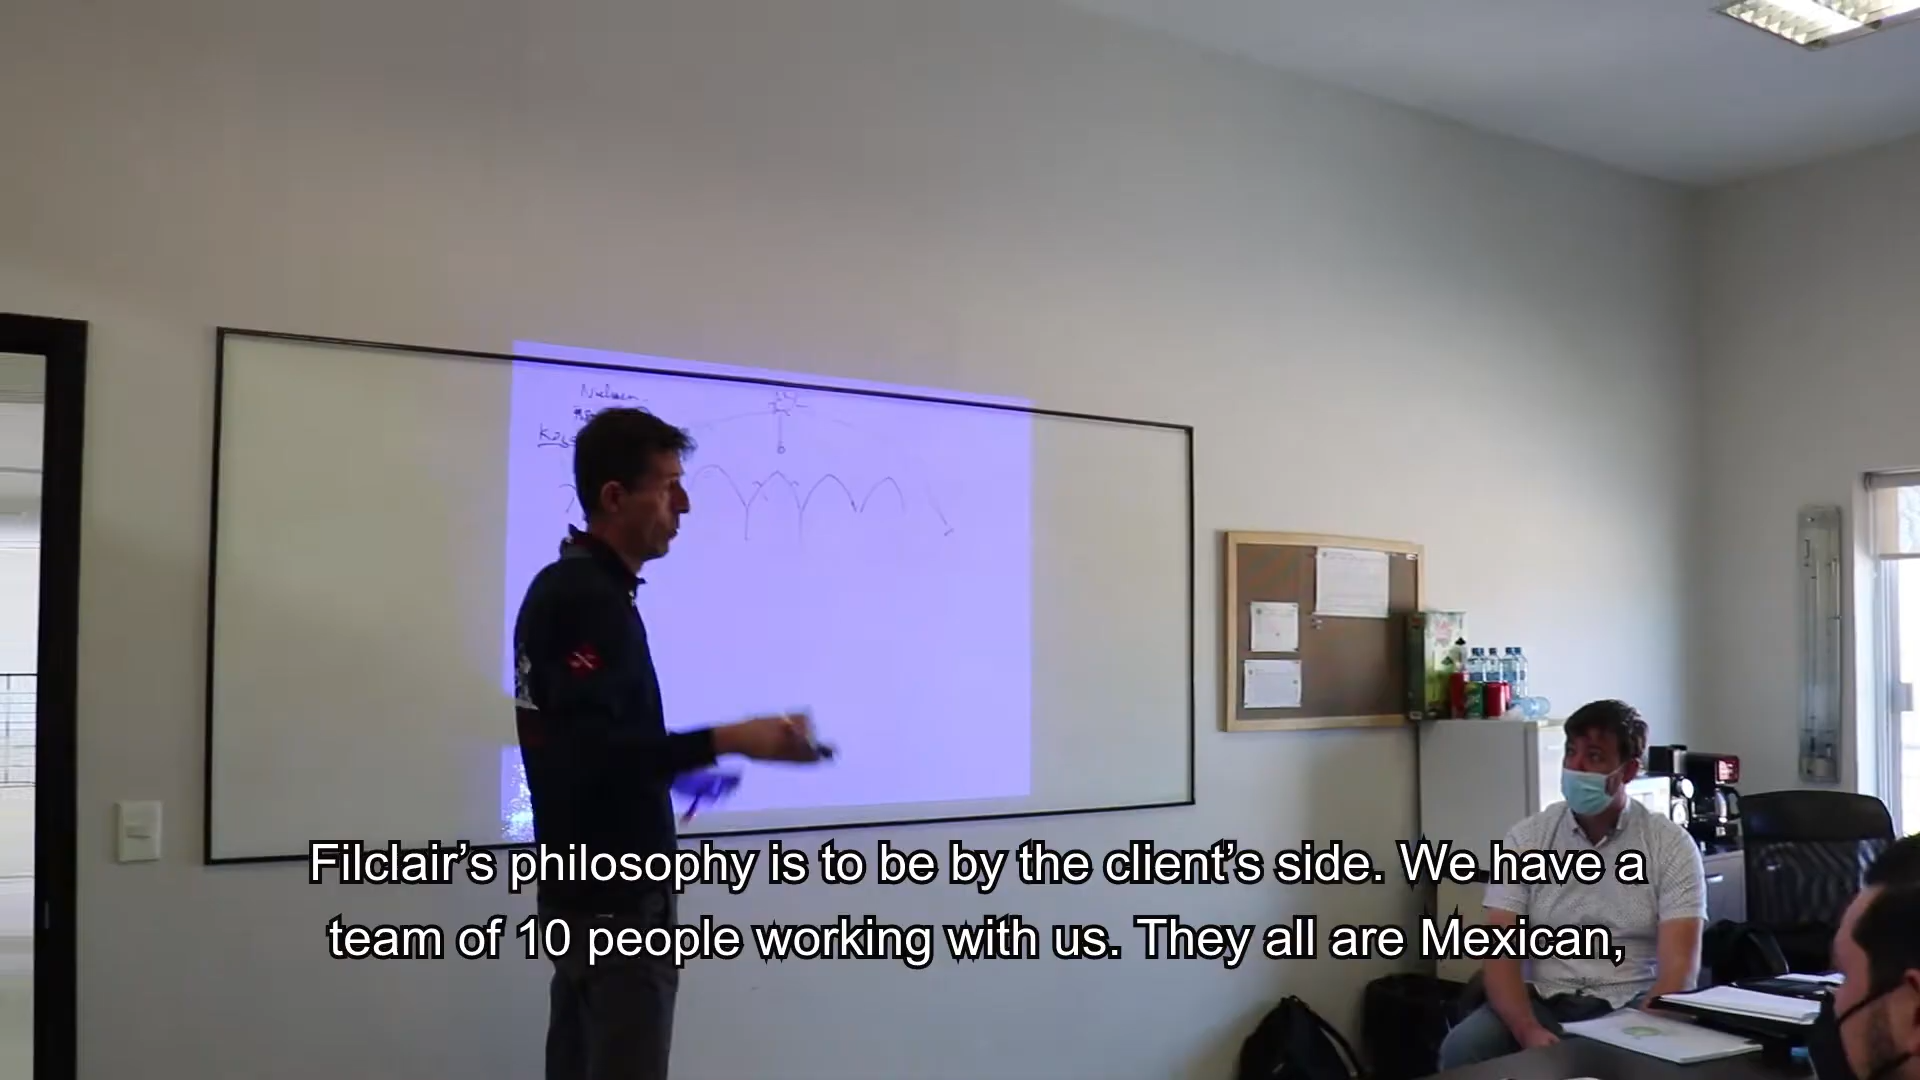 Nielsen
Filclair’s philosophy is to be by the client’s side. We have a
team of 10 people working with us. They all are Mexican,